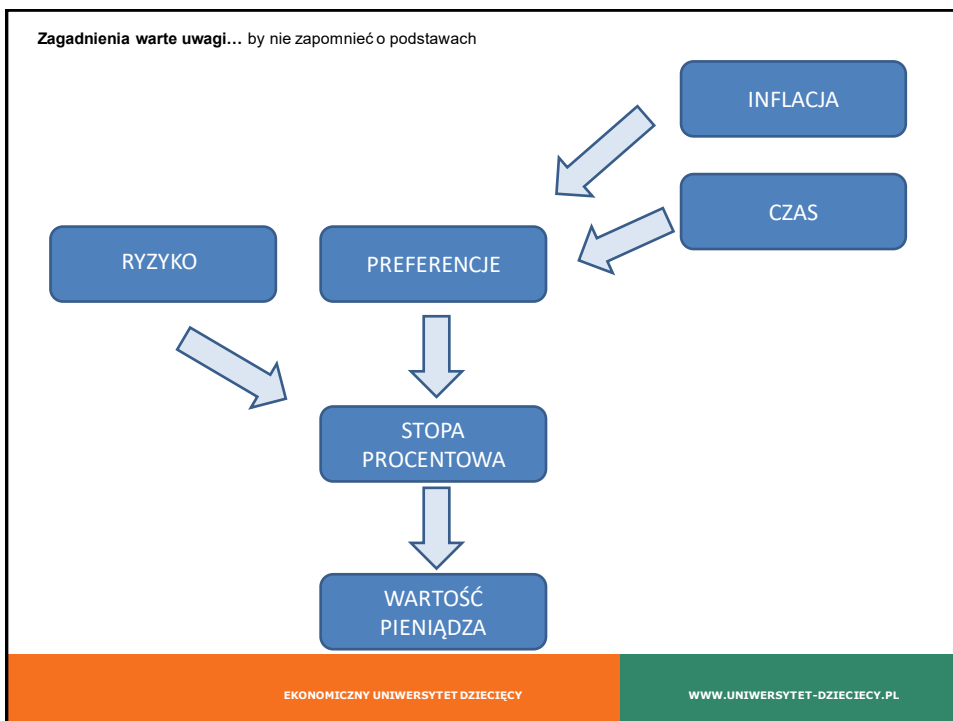 Zagadnienia warte uwagi... by nie zapomnieć o podstawach
INFLACJA
CZAS
RYZYKO
PREFERENCJE
STOPA
PROCENTOWA
WARTOŚĆ
PIENIĄDZA
EKONOMICZNY UNIWERSYTET DZIECIĘCY
WWW.UNIWERSYTET-DZIECIECY.PL